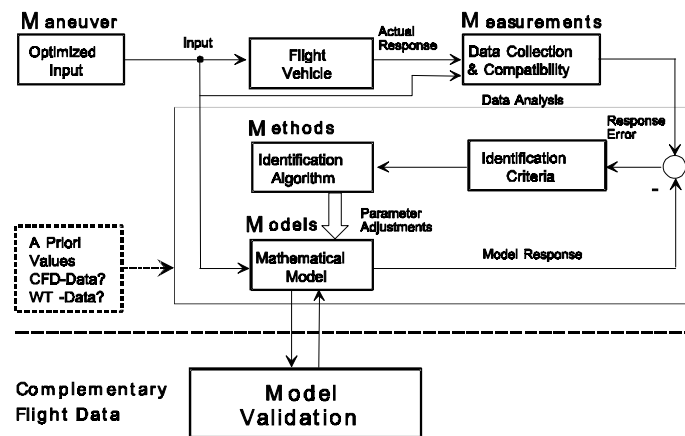 Maneuver
Measurements
Optimized
Input
Input
Flight
Vehicle
Actual
Response
Data Collection
& Compatibility
Data Analysis
Methods
Response
Error
Identification
Algorithm
Identification
Criteria
-
Models
Parameter
Adjustments
A Priori
Values
CFD-Data?
WT -Data?
Mathematical
Model
Model Response
Complementary
Flight Data
Model
Validation